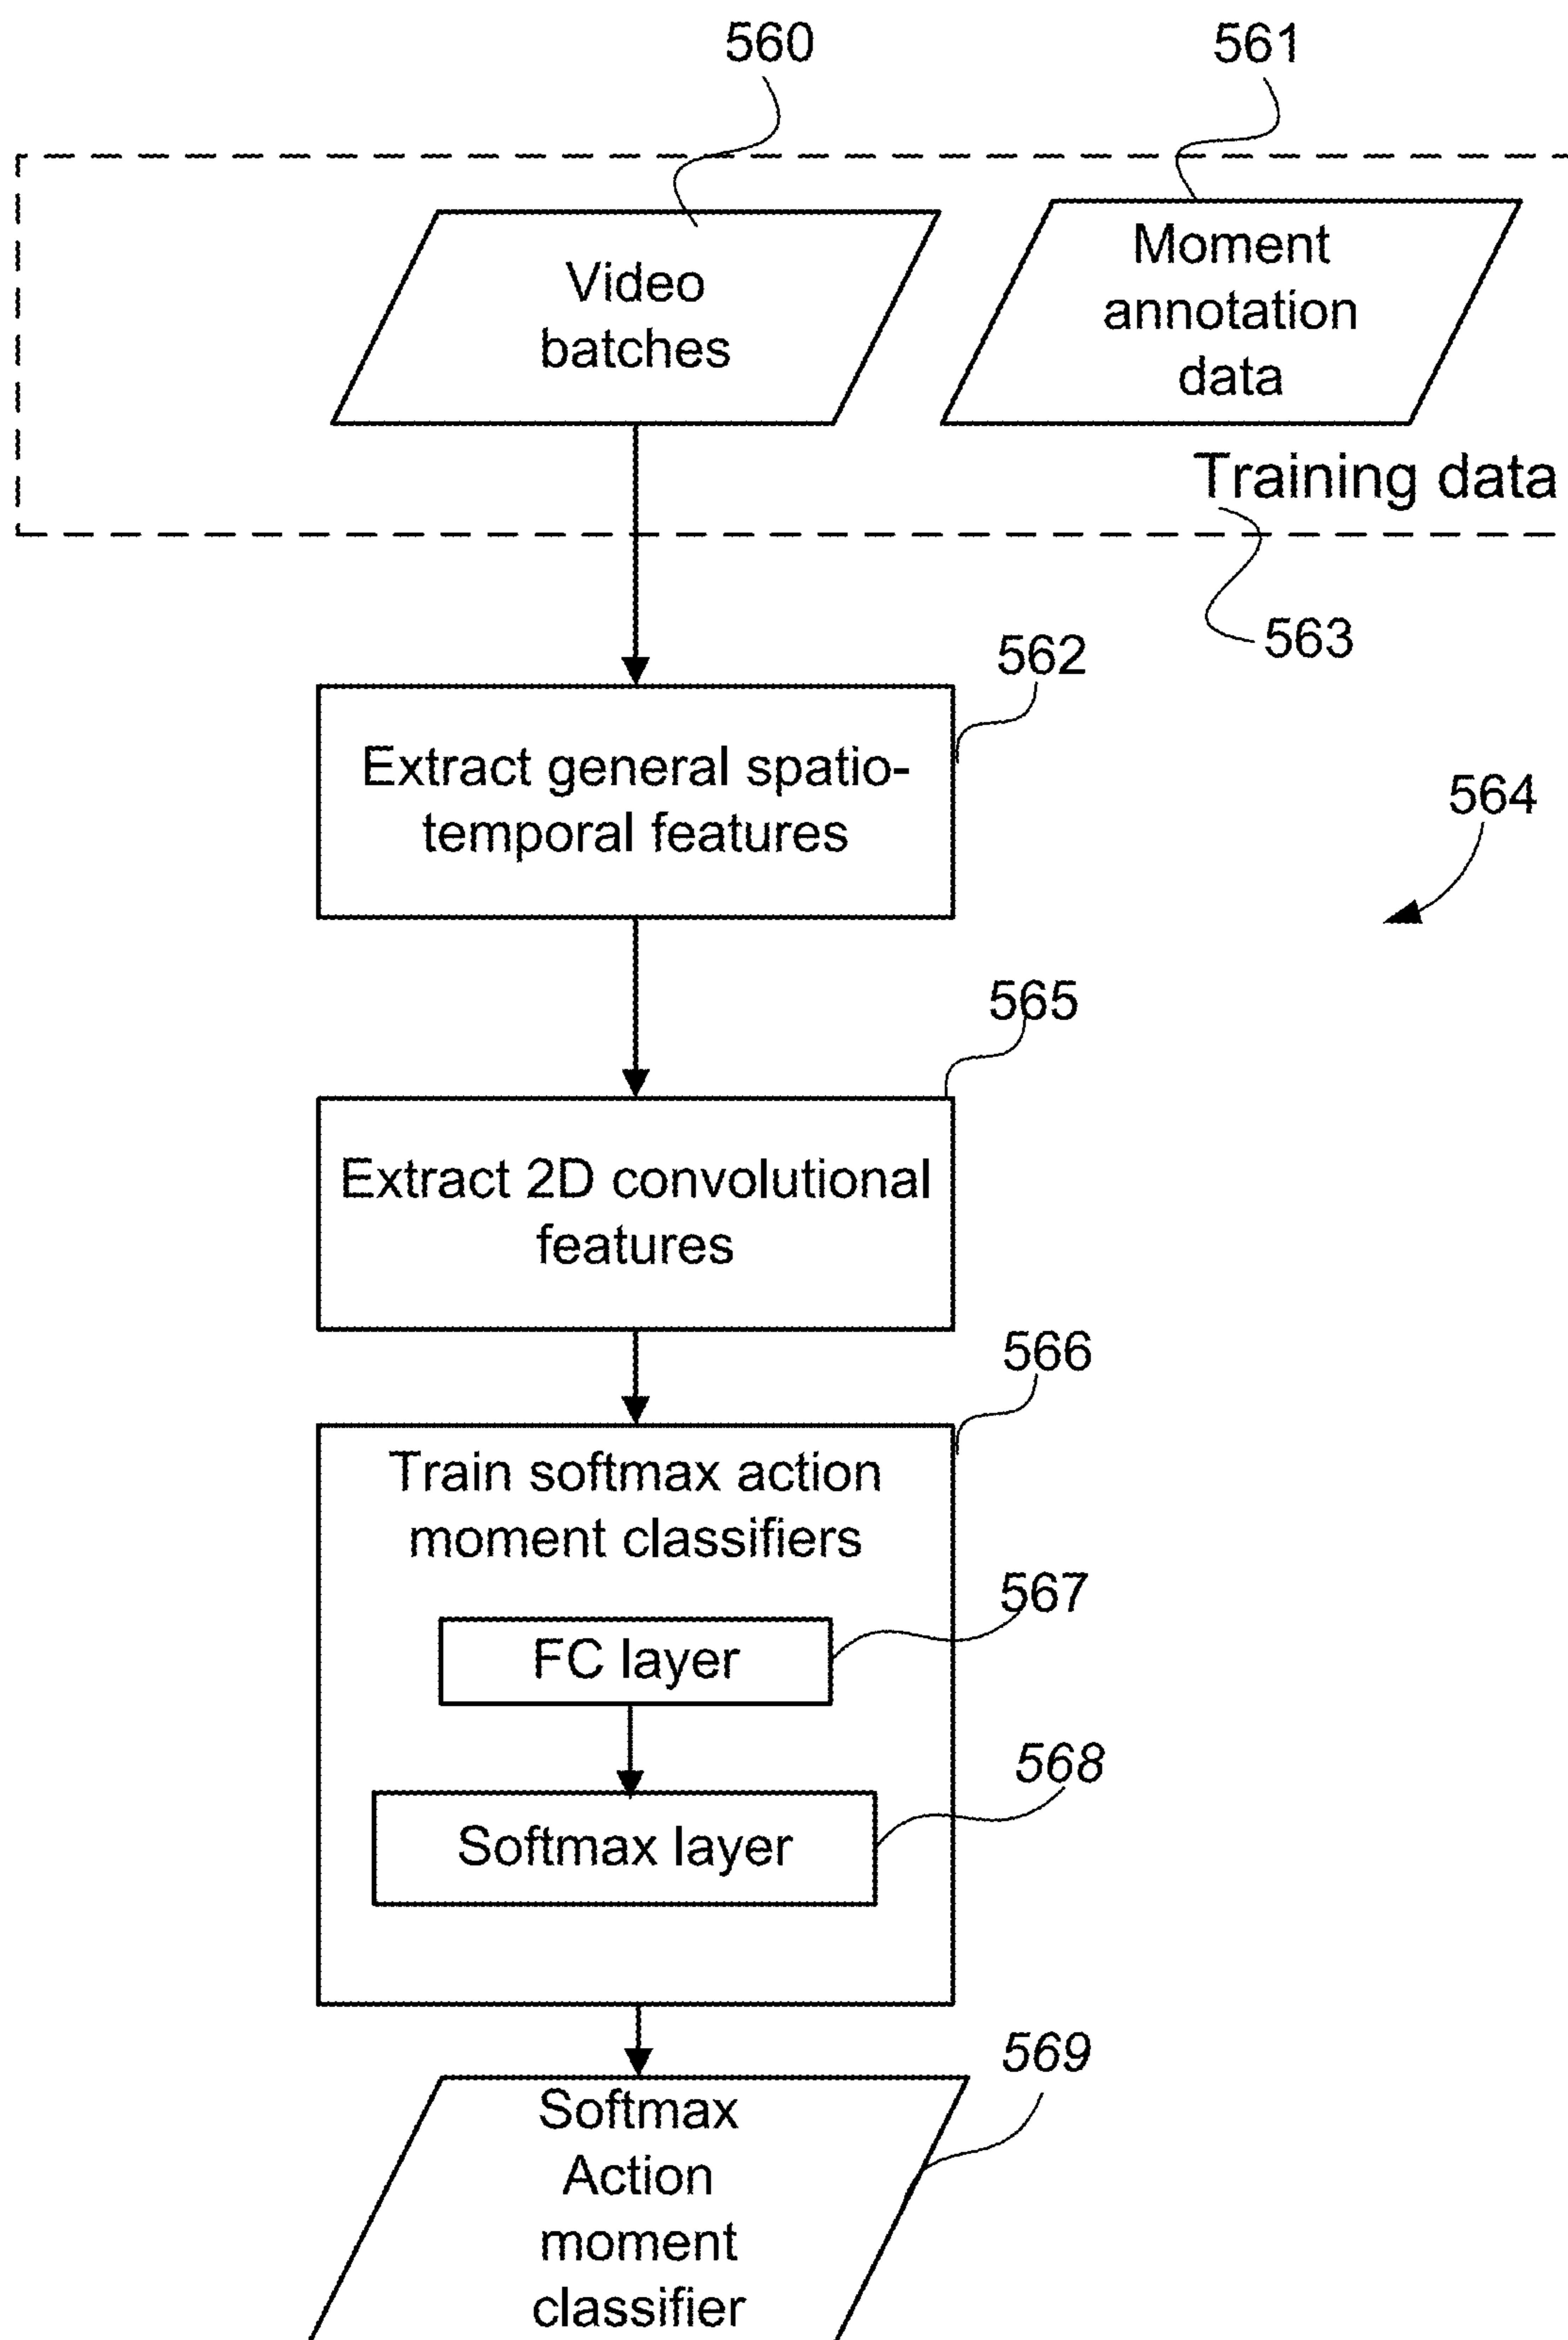 560
561
Video
batches
Moment
annotation
data
Training data
563
562
Extract general spatio-
temporal features
564
565
Extract 2D convolutional
features
566
Train softmax action
moment classifiers
567
FC layer
568
Softmax layer
569
Softmax
Action
moment
classifier